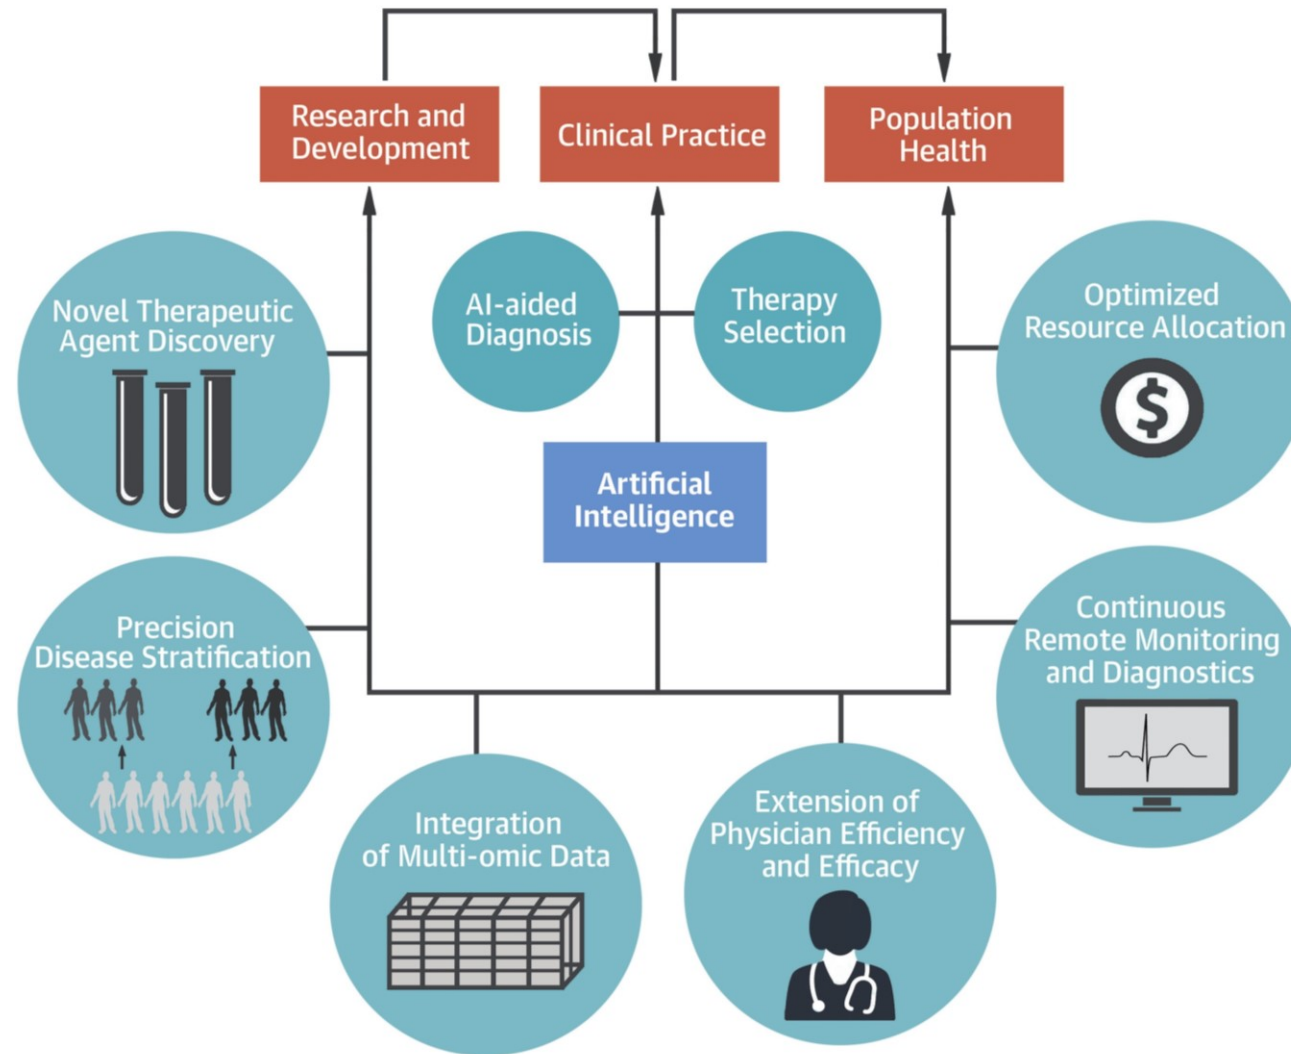 Research and
Development
Clinical Practice
Population
Health
Novel Therapeutic
Agent Discovery
AI-aided
Diagnosis
Therapy
Selection
Optimized
Resource Allocation
$
Artificial
Intelligence
Precision
Disease Stratification
Continuous
Remote Monitoring
and Diagnostics
Integration
of Multi-omic Data
Extension of
Physician Efficiency
and Efficacy